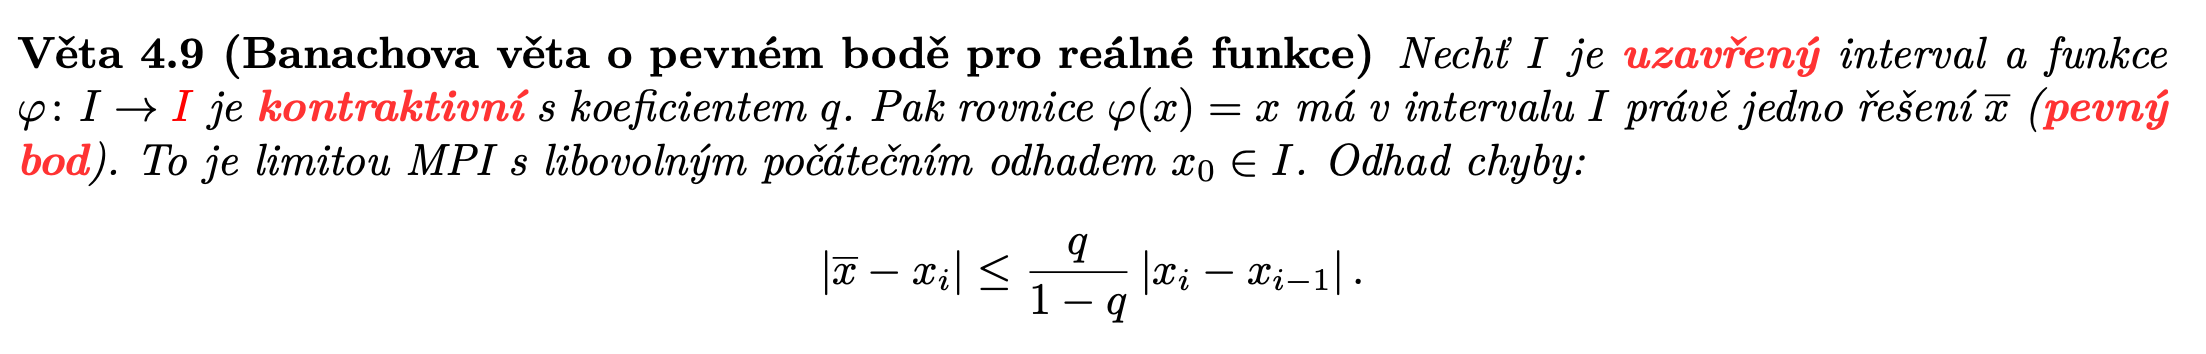 Věta 4.9 (Banachova věta o pevném bodě pro reálné funkce) Nechť I je uzavřený interval a funkce
φ: I → I je kontraktivní s koeficientem q. Pak rovnice φ(x) = x má v intervalu I právě jedno řešení x̅ (pevný
bod). To je limitou MPI s libovolným počátečním odhadem x₀ ∈ I. Odhad chyby:
|x̅ − xᵢ| ≤ \frac{q}{1 − q} |xᵢ − xᵢ₋₁| .